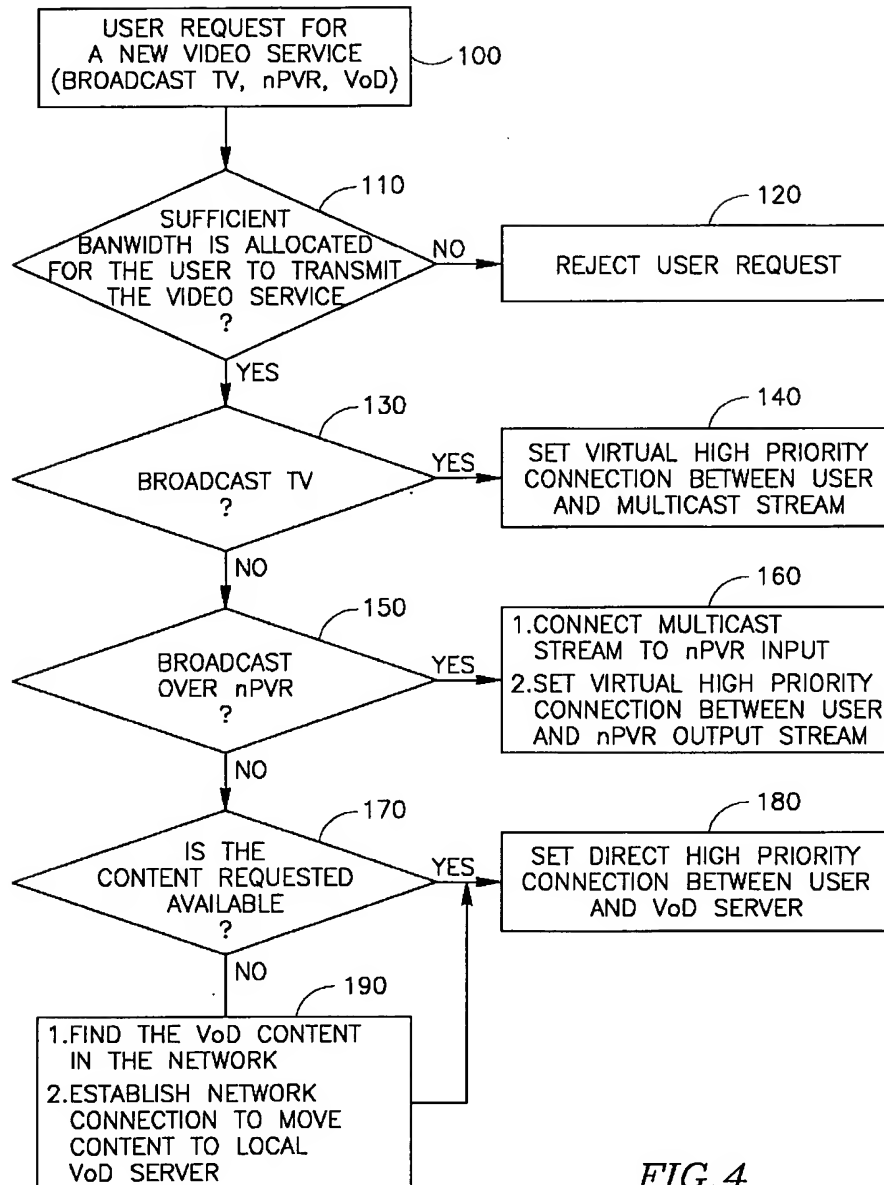 USER REQUEST FOR
A NEW VIDEO SERVICE
(BROADCAST TV, nPVR, VoD)
100
110
SUFFICIENT
BANWIDTH IS ALLOCATED
FOR THE USER TO TRANSMIT
THE VIDEO SERVICE
?
NO
120
REJECT USER REQUEST
YES
130
BROADCAST TV
?
YES
140
SET VIRTUAL HIGH PRIORITY
CONNECTION BETWEEN USER
AND MULTICAST STREAM
NO
150
BROADCAST
OVER nPVR
?
YES
160
1.CONNECT MULTICAST
STREAM TO nPVR INPUT
2.SET VIRTUAL HIGH PRIORITY
CONNECTION BETWEEN USER
AND nPVR OUTPUT STREAM
NO
170
IS THE
CONTENT REQUESTED
AVAILABLE
?
YES
180
SET DIRECT HIGH PRIORITY
CONNECTION BETWEEN USER
AND VoD SERVER
NO
190
1.FIND THE VoD CONTENT
IN THE NETWORK
2.ESTABLISH NETWORK
CONNECTION TO MOVE
CONTENT TO LOCAL
VoD SERVER
FIG.4